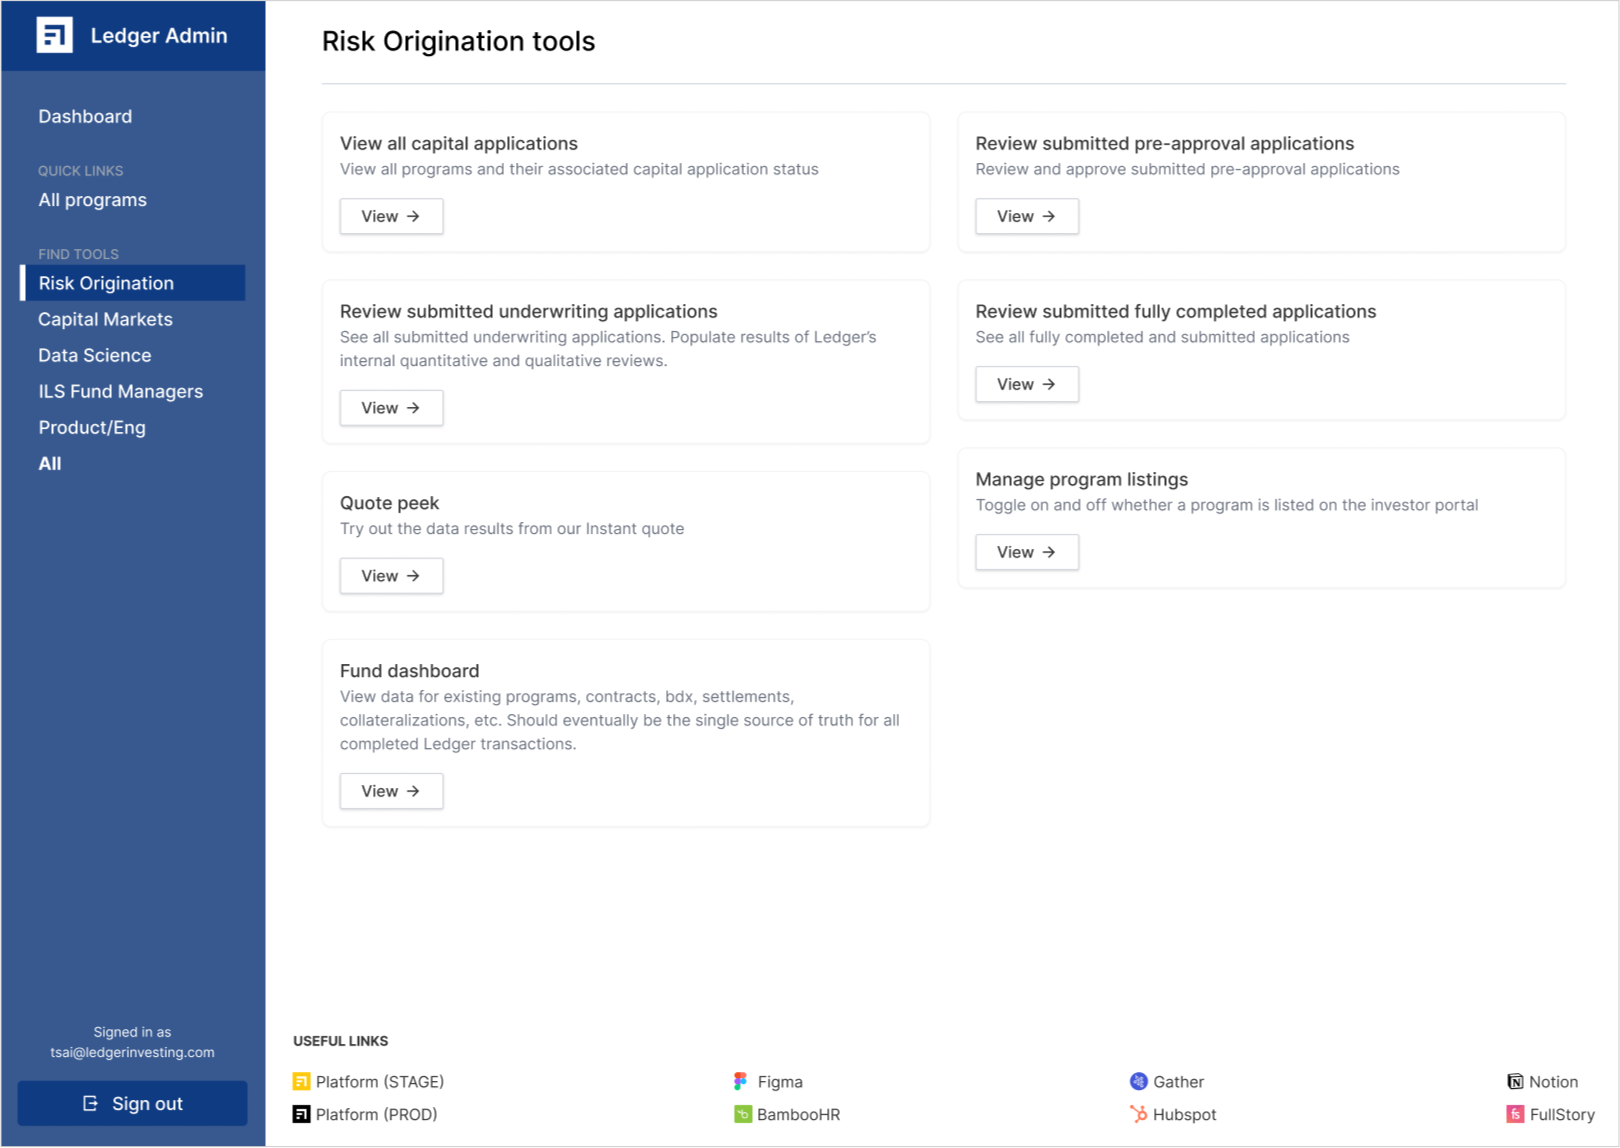 Ledger Admin
Dashboard
QUICK LINKS
All programs
FIND TOOLS
Risk Origination
Capital Markets
Data Science
ILS Fund Managers
Product/Eng
All
Signed in as
tsai@ledgerinvesting.com
Sign out
Risk Origination tools
View all capital applications
View all programs and their associated capital application status
View →
Review submitted pre-approval applications
Review and approve submitted pre-approval applications
View →
Review submitted underwriting applications
See all submitted underwriting applications. Populate results of Ledger's
internal quantitative and qualitative reviews.
View →
Review submitted fully completed applications
See all fully completed and submitted applications
View →
Quote peek
Try out the data results from our Instant quote
View →
Manage program listings
Toggle on and off whether a program is listed on the investor portal
View →
Fund dashboard
View data for existing programs, contracts, bdx, settlements,
collateralizations, etc. Should eventually be the single source of truth for all
completed Ledger transactions.
View →
USEFUL LINKS
Platform (STAGE)
Figma
Gather
Notion
Platform (PROD)
BambooHR
Hubspot
FullStory